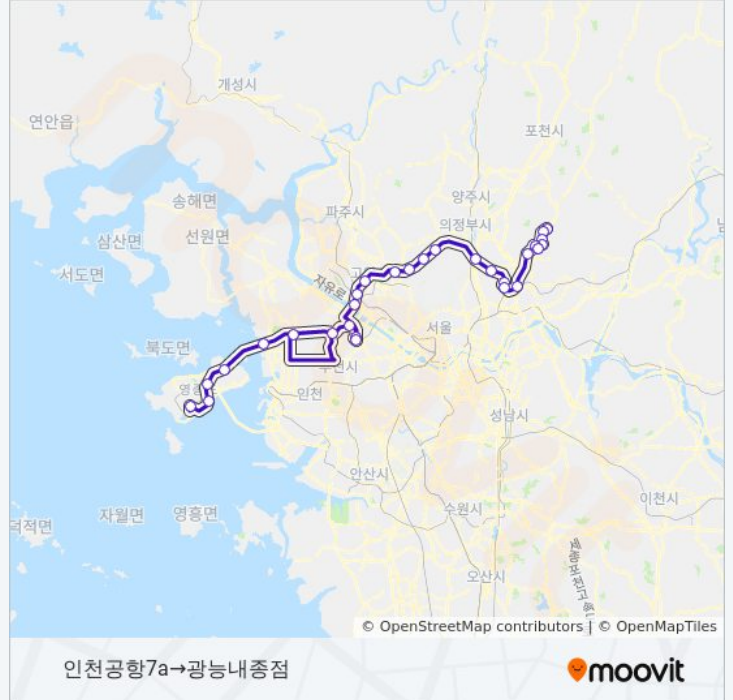 개성시
연안읍
포천시
송해면
양주시
파주시
의정부시
선원면
삼산면
서도면
고
자유로
서울
북도면
부천시
영종
인천
성남시
안산시
이천시
수원시
덕적면
자월면
영흥면
오산시
© OpenStreetMap contributors | © OpenMapTiles
인천공항7a→광능내종점
moovit